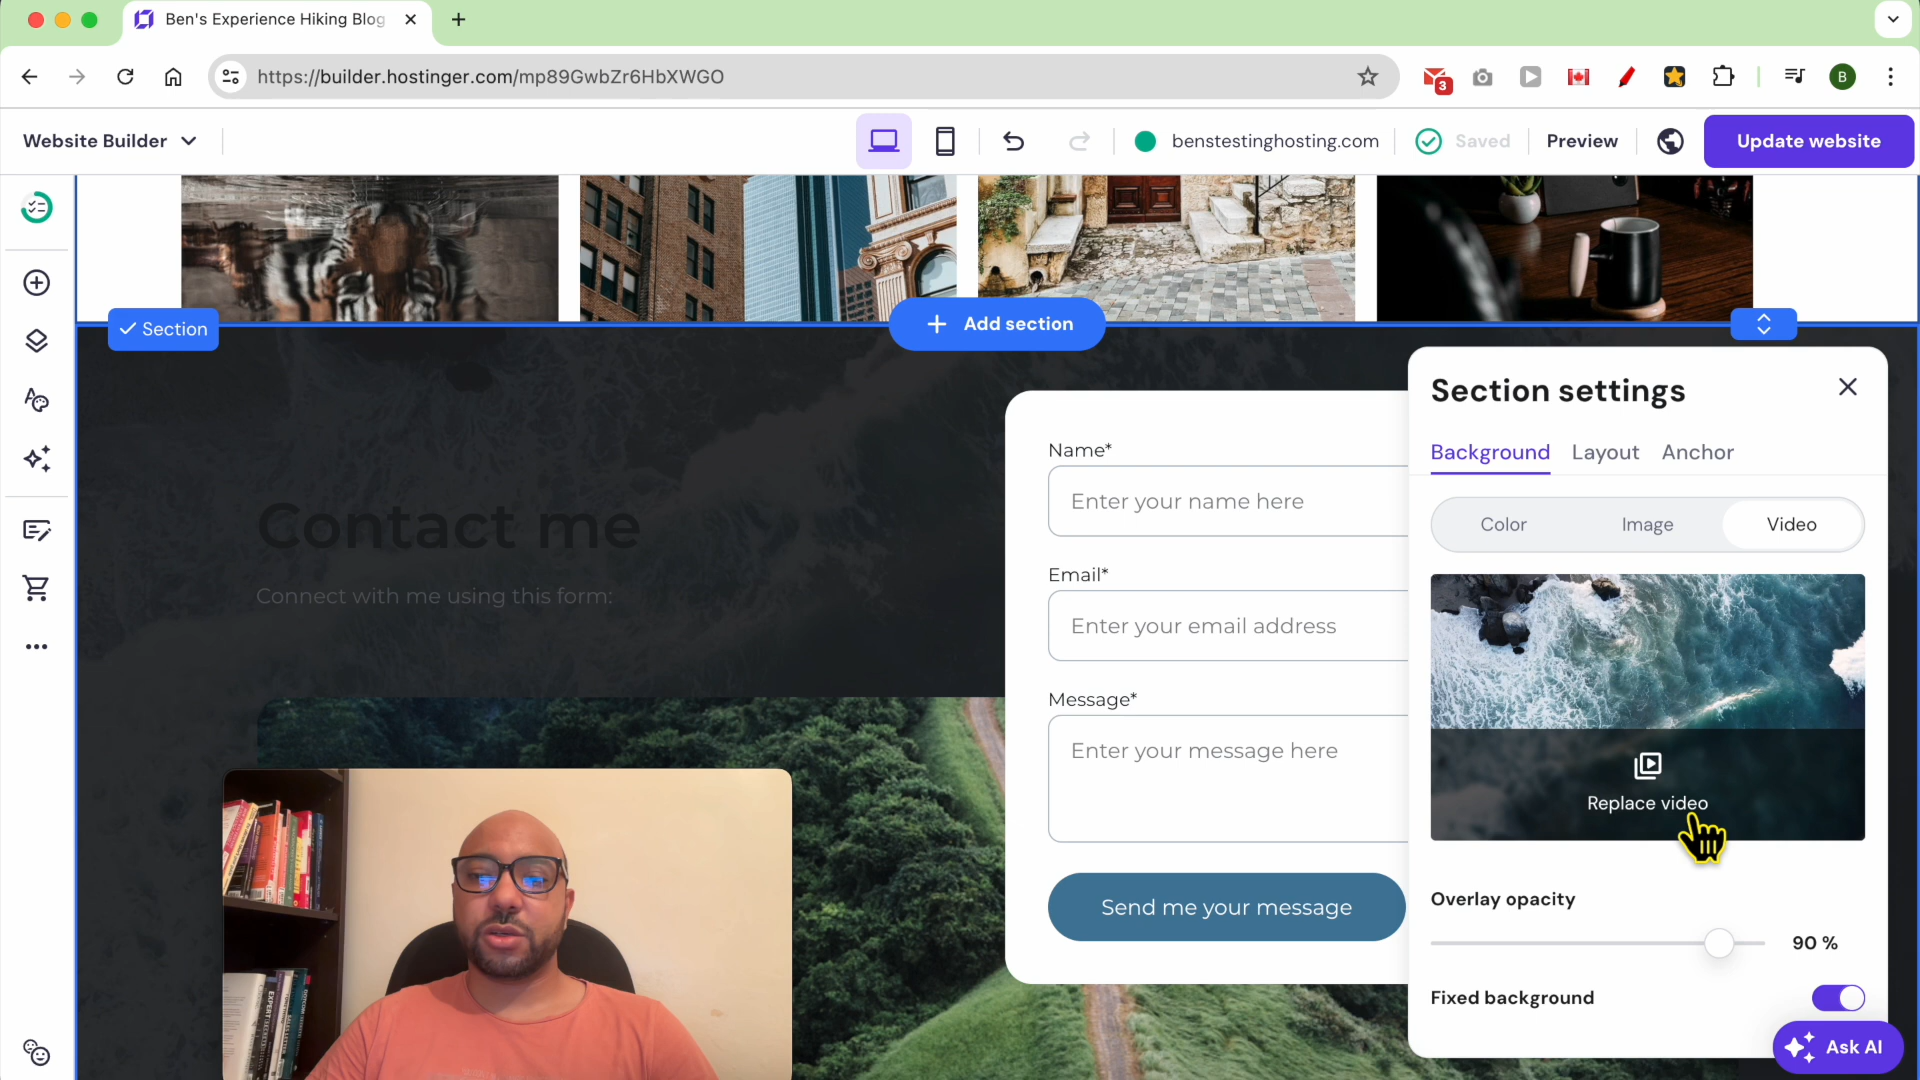 Ben's Experience Hiking Blog
https://builder.hostinger.com/mp89GwbZr6HbXWGO
3
B
Website Builder
benstestinghosting.com
Saved
Preview
Update website
Section
Add section
Section settings
Background
Layout
Anchor
Color
Image
Video
Replace video
Overlay opacity
90 %
Fixed background
Ask AI
Contact me
Connect with me using this form:
Name*
Enter your name here
Email*
Enter your email address
Message*
Enter your message here
Send me your message